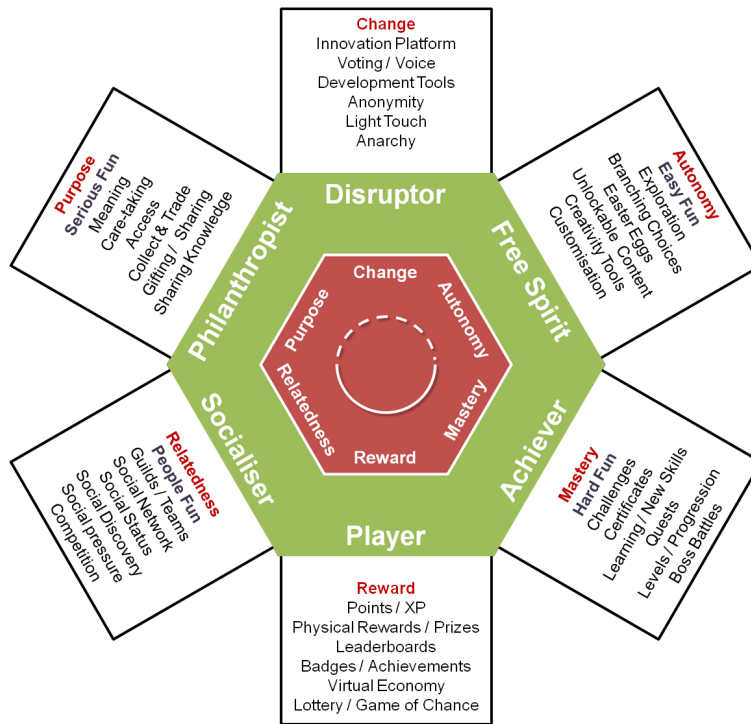 Change
Innovation Platform
Voting / Voice
Development Tools
Anonymity
Light Touch
Anarchy
Autonomy
Easy Fun
Exploration
Branching Choices
Easter Eggs
Unlockable Content
Creativity Tools
Customisation
Mastery
Hard Fun
Challenges
Certificates
Learning / New Skills
Quests
Levels / Progression
Boss Battles
Reward
Points / XP
Physical Rewards / Prizes
Leaderboards
Badges / Achievements
Virtual Economy
Lottery / Game of Chance
Relatedness
People Fun
Guilds / Teams
Social Network
Social Status
Social Discovery
Social pressure
Competition
Purpose
Serious Fun
Meaning
Care-taking
Access
Collect & Trade
Gifting / Sharing
Sharing Knowledge
Disruptor
Free Spirit
Achiever
Player
Socialiser
Philanthropist
Change
Autonomy
Mastery
Reward
Relatedness
Purpose